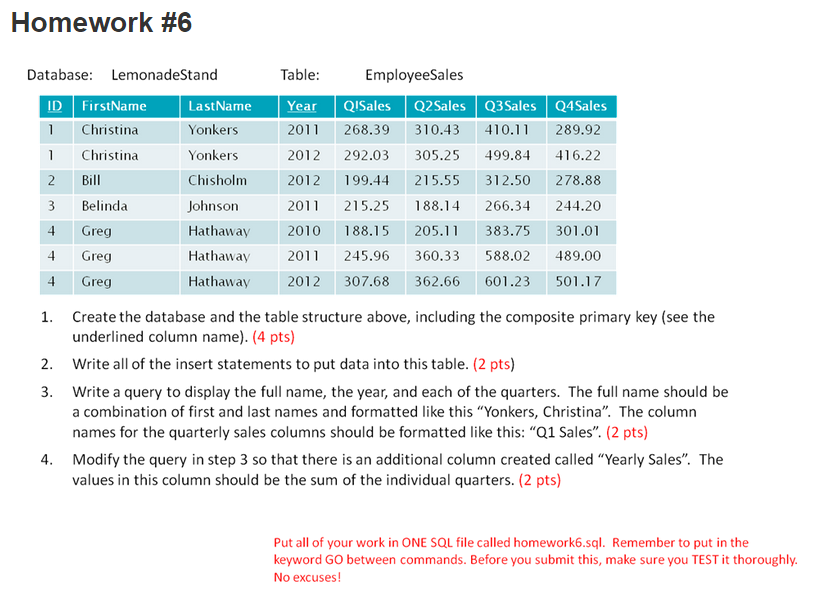 Homework #6
Database: LemonadeStand Table: EmployeeSales
ID FirstName LastName Year Q1Sales Q2Sales Q3Sales Q4Sales
1 Christina Yonkers 2011 268.39 310.43 410.11 289.92
1 Christina Yonkers 2012 292.03 305.25 499.84 416.22
2 Bill Chisholm 2012 199.44 215.55 312.50 278.88
3 Belinda Johnson 2011 215.25 188.14 266.34 244.20
4 Greg Hathaway 2010 188.15 205.11 383.75 301.01
4 Greg Hathaway 2011 245.96 360.33 588.02 489.00
4 Greg Hathaway 2012 307.68 362.66 601.23 501.17
1. Create the database and the table structure above, including the composite primary key (see the
underlined column name). (4 pts)
2. Write all of the insert statements to put data into this table. (2 pts)
3. Write a query to display the full name, the year, and each of the quarters. The full name should be
a combination of first and last names and formatted like this “Yonkers, Christina”. The column
names for the quarterly sales columns should be formatted like this: “Q1 Sales”. (2 pts)
4. Modify the query in step 3 so that there is an additional column created called “Yearly Sales”. The
values in this column should be the sum of the individual quarters. (2 pts)
Put all of your work in ONE SQL file called homework6.sql. Remember to put in the
keyword GO between commands. Before you submit this, make sure you TEST it thoroughly.
No excuses!